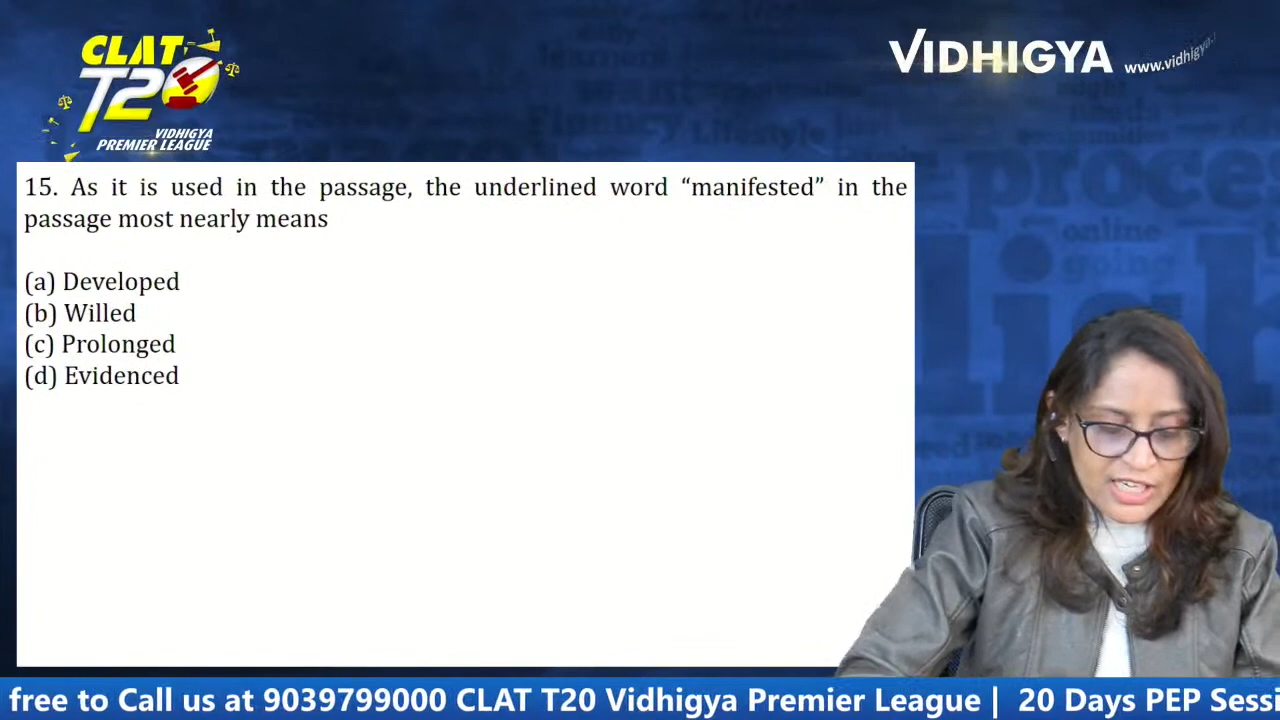 CLAT
T20
VIDHIGYA
PREMIER LEAGUE
VIDHIGYA www.vidhigya.
15. As it is used in the passage, the underlined word “manifested” in the
passage most nearly means
(a) Developed
(b) Willed
(c) Prolonged
(d) Evidenced
free to Call us at 9039799000 CLAT T20 Vidhigya Premier League | 20 Days PEP Sessi